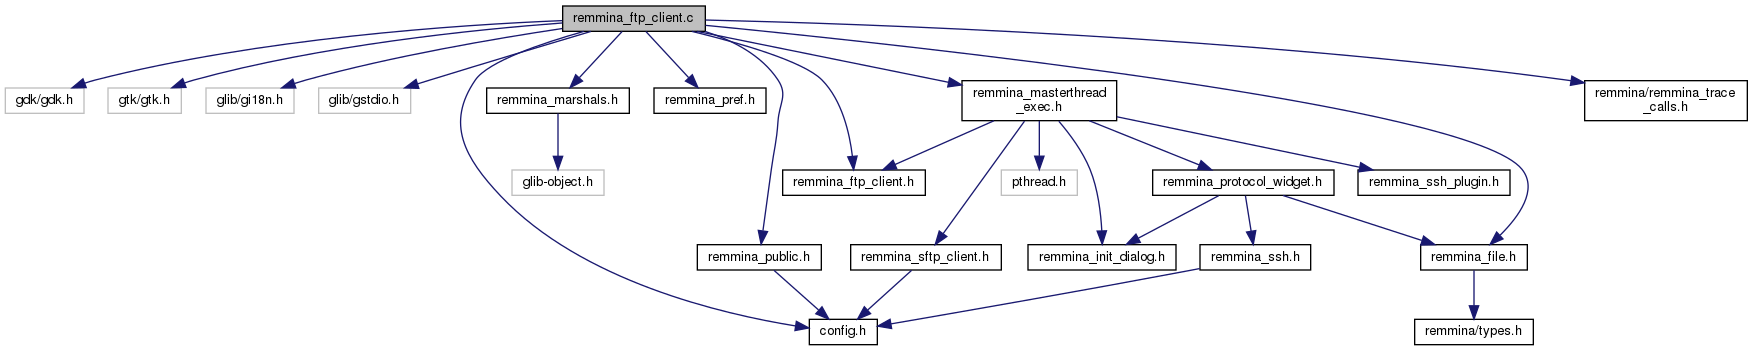 remmina_ftp_client.c
gdk/gdk.h
gtk/gtk.h
glib/gi18n.h
glib/gstdio.h
remmina_marshals.h
remmina_pref.h
remmina_masterthread
_exec.h
remmina/remmina_trace
_calls.h
glib-object.h
remmina_ftp_client.h
pthread.h
remmina_protocol_widget.h
remmina_ssh_plugin.h
remmina_public.h
remmina_sftp_client.h
remmina_init_dialog.h
remmina_ssh.h
remmina_file.h
config.h
remmina/types.h